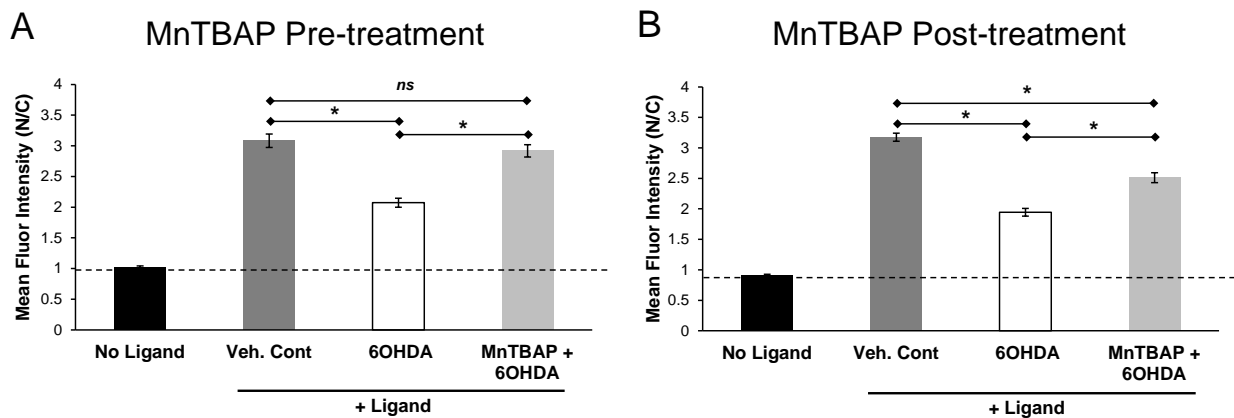 A
MnTBAP Pre-treatment
Mean Fluor Intensity (N/C)
4
3.5
3
2.5
2
1.5
1
0.5
0
ns
*
*
No Ligand
Veh. Cont
6OHDA
MnTBAP +
6OHDA
+ Ligand
B
MnTBAP Post-treatment
Mean Fluor Intensity (N/C)
4
3.5
3
2.5
2
1.5
1
0.5
0
*
*
*
No Ligand
Veh. Cont
6OHDA
MnTBAP +
6OHDA
+ Ligand